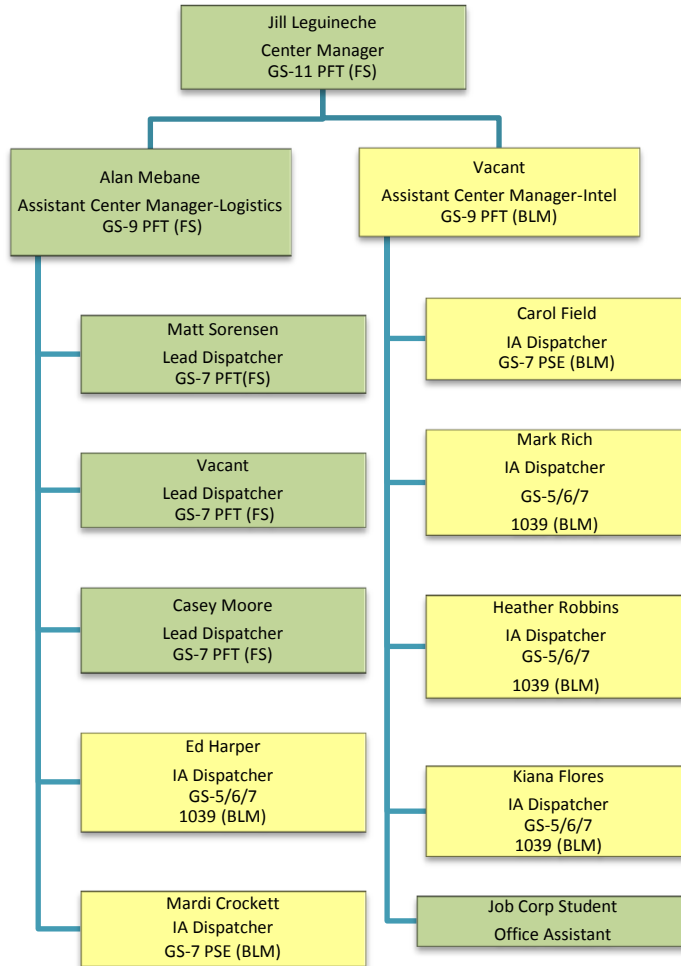 Jill Leguineche
Center Manager
GS-11 PFT (FS)
Alan Mebane
Assistant Center Manager-Logistics
GS-9 PFT (FS)
Vacant
Assistant Center Manager-Intel
GS-9 PFT (BLM)
Matt Sorensen
Lead Dispatcher
GS-7 PFT(FS)
Vacant
Lead Dispatcher
GS-7 PFT (FS)
Casey Moore
Lead Dispatcher
GS-7 PFT (FS)
Ed Harper
IA Dispatcher
GS-5/6/7
1039 (BLM)
Mardi Crockett
IA Dispatcher
GS-7 PSE (BLM)
Carol Field
IA Dispatcher
GS-7 PSE (BLM)
Mark Rich
IA Dispatcher
GS-5/6/7
1039 (BLM)
Heather Robbins
IA Dispatcher
GS-5/6/7
1039 (BLM)
Kiana Flores
IA Dispatcher
GS-5/6/7
1039 (BLM)
Job Corp Student
Office Assistant